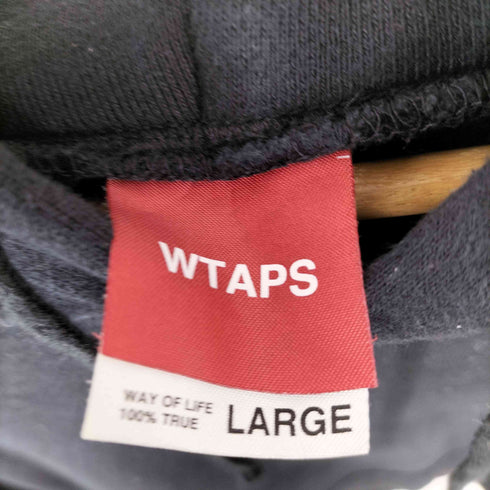 WTAPS
WAY OF LIFE
100% TRUE
LARGE